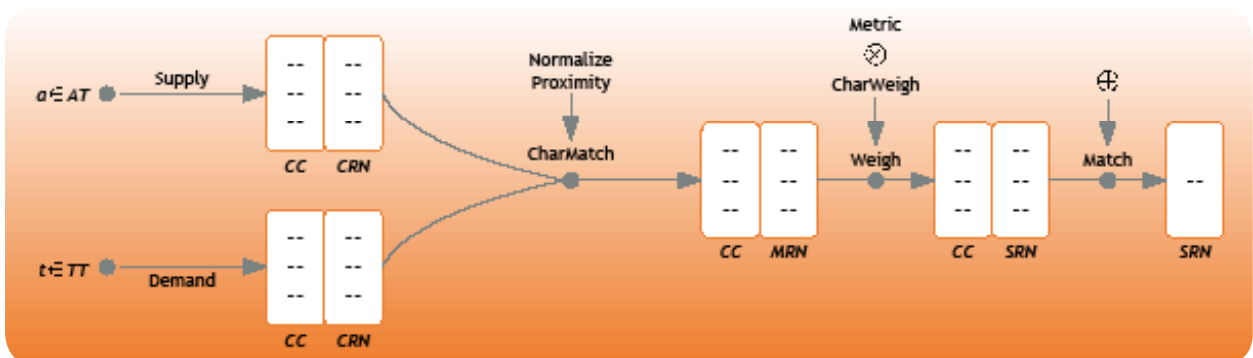 a∈AT
Supply
--
--
--
--
--
--
CC
CRN
t∈TT
Demand
--
--
--
--
--
--
CC
CRN
Normalize
Proximity
CharMatch
--
--
--
--
--
--
CC
MRN
Metric
⊗
CharWeigh
Weigh
--
--
--
--
--
--
CC
SRN
⊕
Match
--
SRN